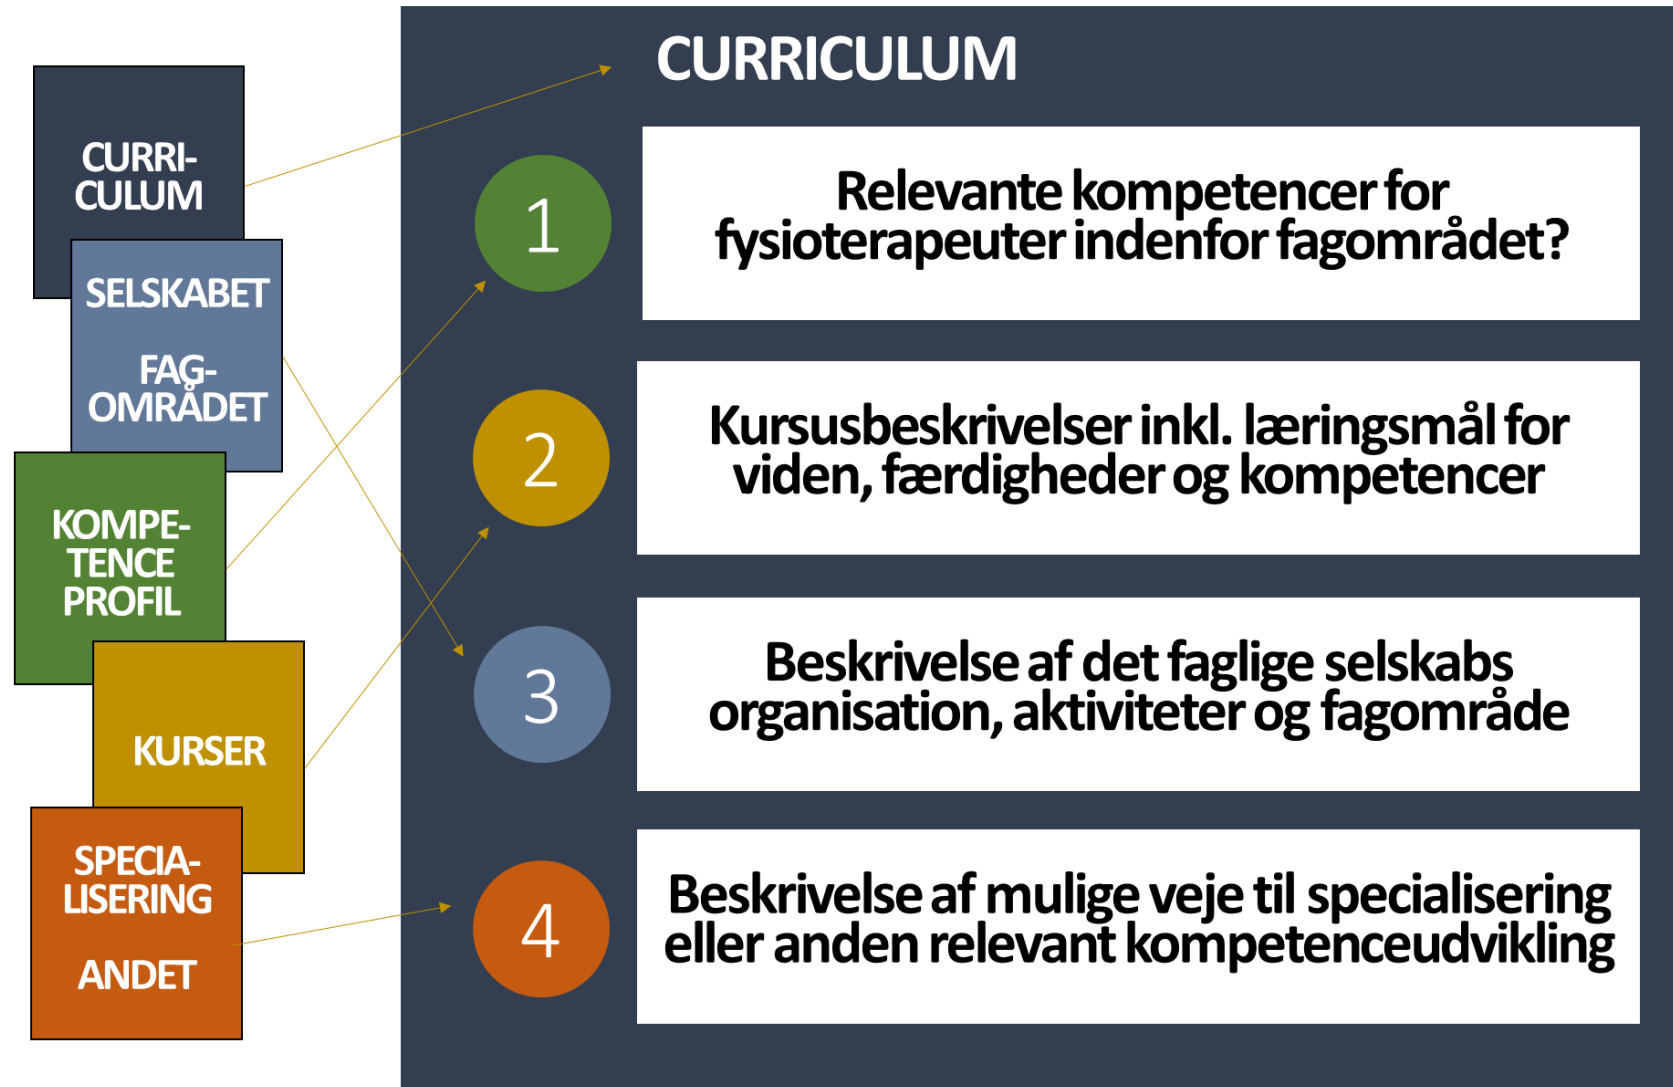 CURRI-
CULUM
SELSKABET
FAG-
OMRÅDET
KOMPE-
TENCE
PROFIL
KURSER
SPECIA-
LISERING
ANDET
CURRICULUM
1
Relevante kompetencer for
fysioterapeuter indenfor fagområdet?
2
Kursusbeskrivelser inkl. læringsmål for
viden, færdigheder og kompetencer
3
Beskrivelse af det faglige selskabs
organisation, aktiviteter og fagområde
4
Beskrivelse af mulige veje til specialisering
eller anden relevant kompetenceudvikling